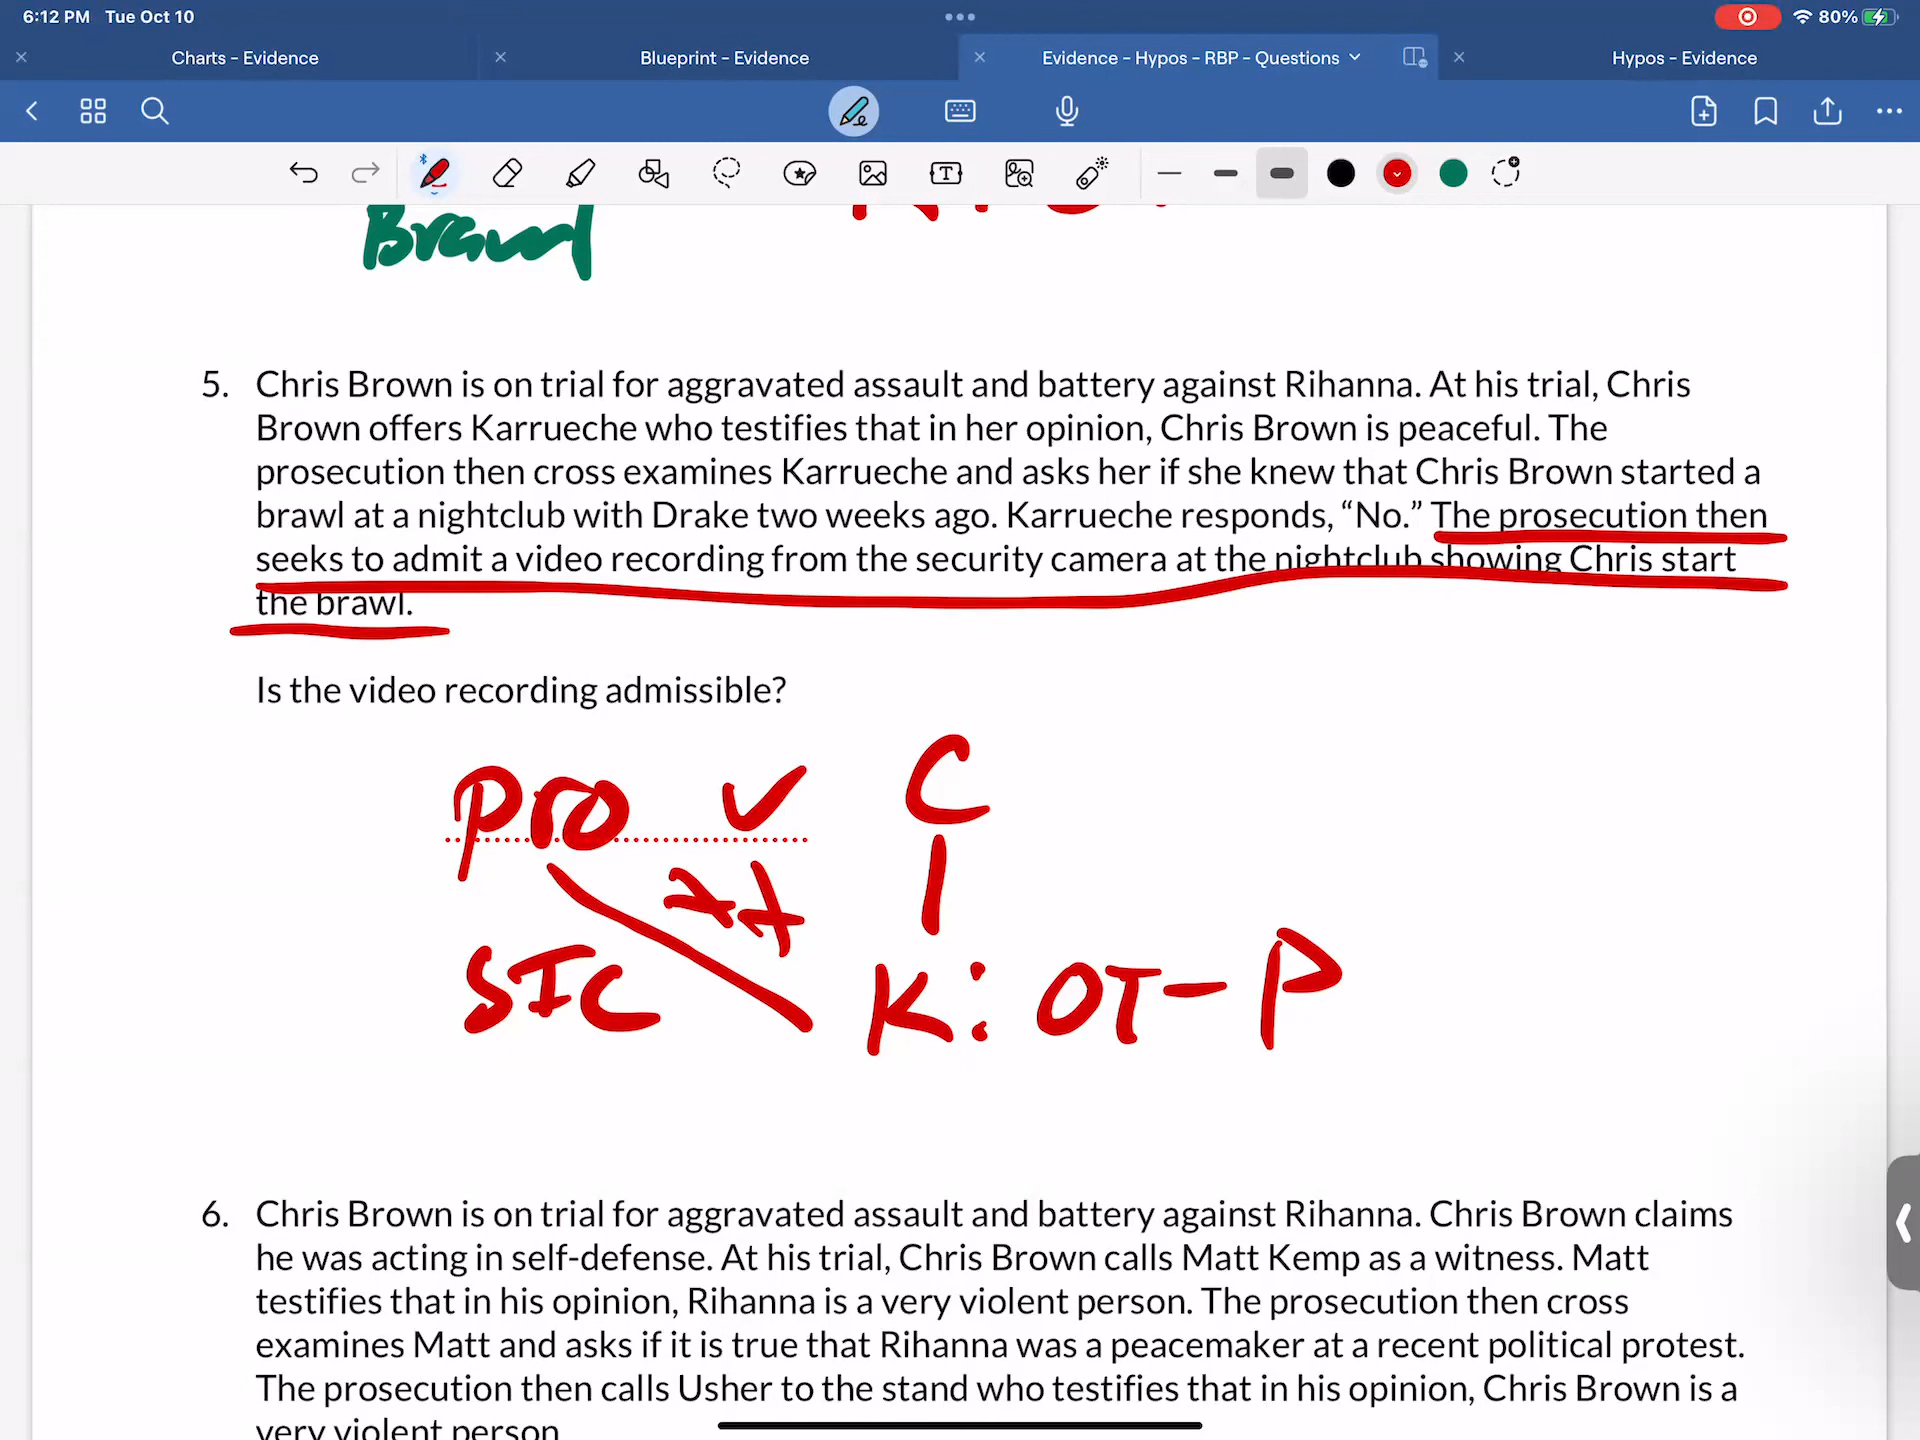 6:12 PM Tue Oct 10
80%
Charts - Evidence
Blueprint - Evidence
Evidence - Hypos - RBP - Questions
Hypos - Evidence
Brawl
5. Chris Brown is on trial for aggravated assault and battery against Rihanna. At his trial, Chris
Brown offers Karrueche who testifies that in her opinion, Chris Brown is peaceful. The
prosecution then cross examines Karrueche and asks her if she knew that Chris Brown started a
brawl at a nightclub with Drake two weeks ago. Karrueche responds, “No.” The prosecution then
seeks to admit a video recording from the security camera at the nightclub showing Chris start
the brawl.
Is the video recording admissible?
Pro v C
xx
SIC K: OT-P
6. Chris Brown is on trial for aggravated assault and battery against Rihanna. Chris Brown claims
he was acting in self-defense. At his trial, Chris Brown calls Matt Kemp as a witness. Matt
testifies that in his opinion, Rihanna is a very violent person. The prosecution then cross
examines Matt and asks if it is true that Rihanna was a peacemaker at a recent political protest.
The prosecution then calls Usher to the stand who testifies that in his opinion, Chris Brown is a
very violent person